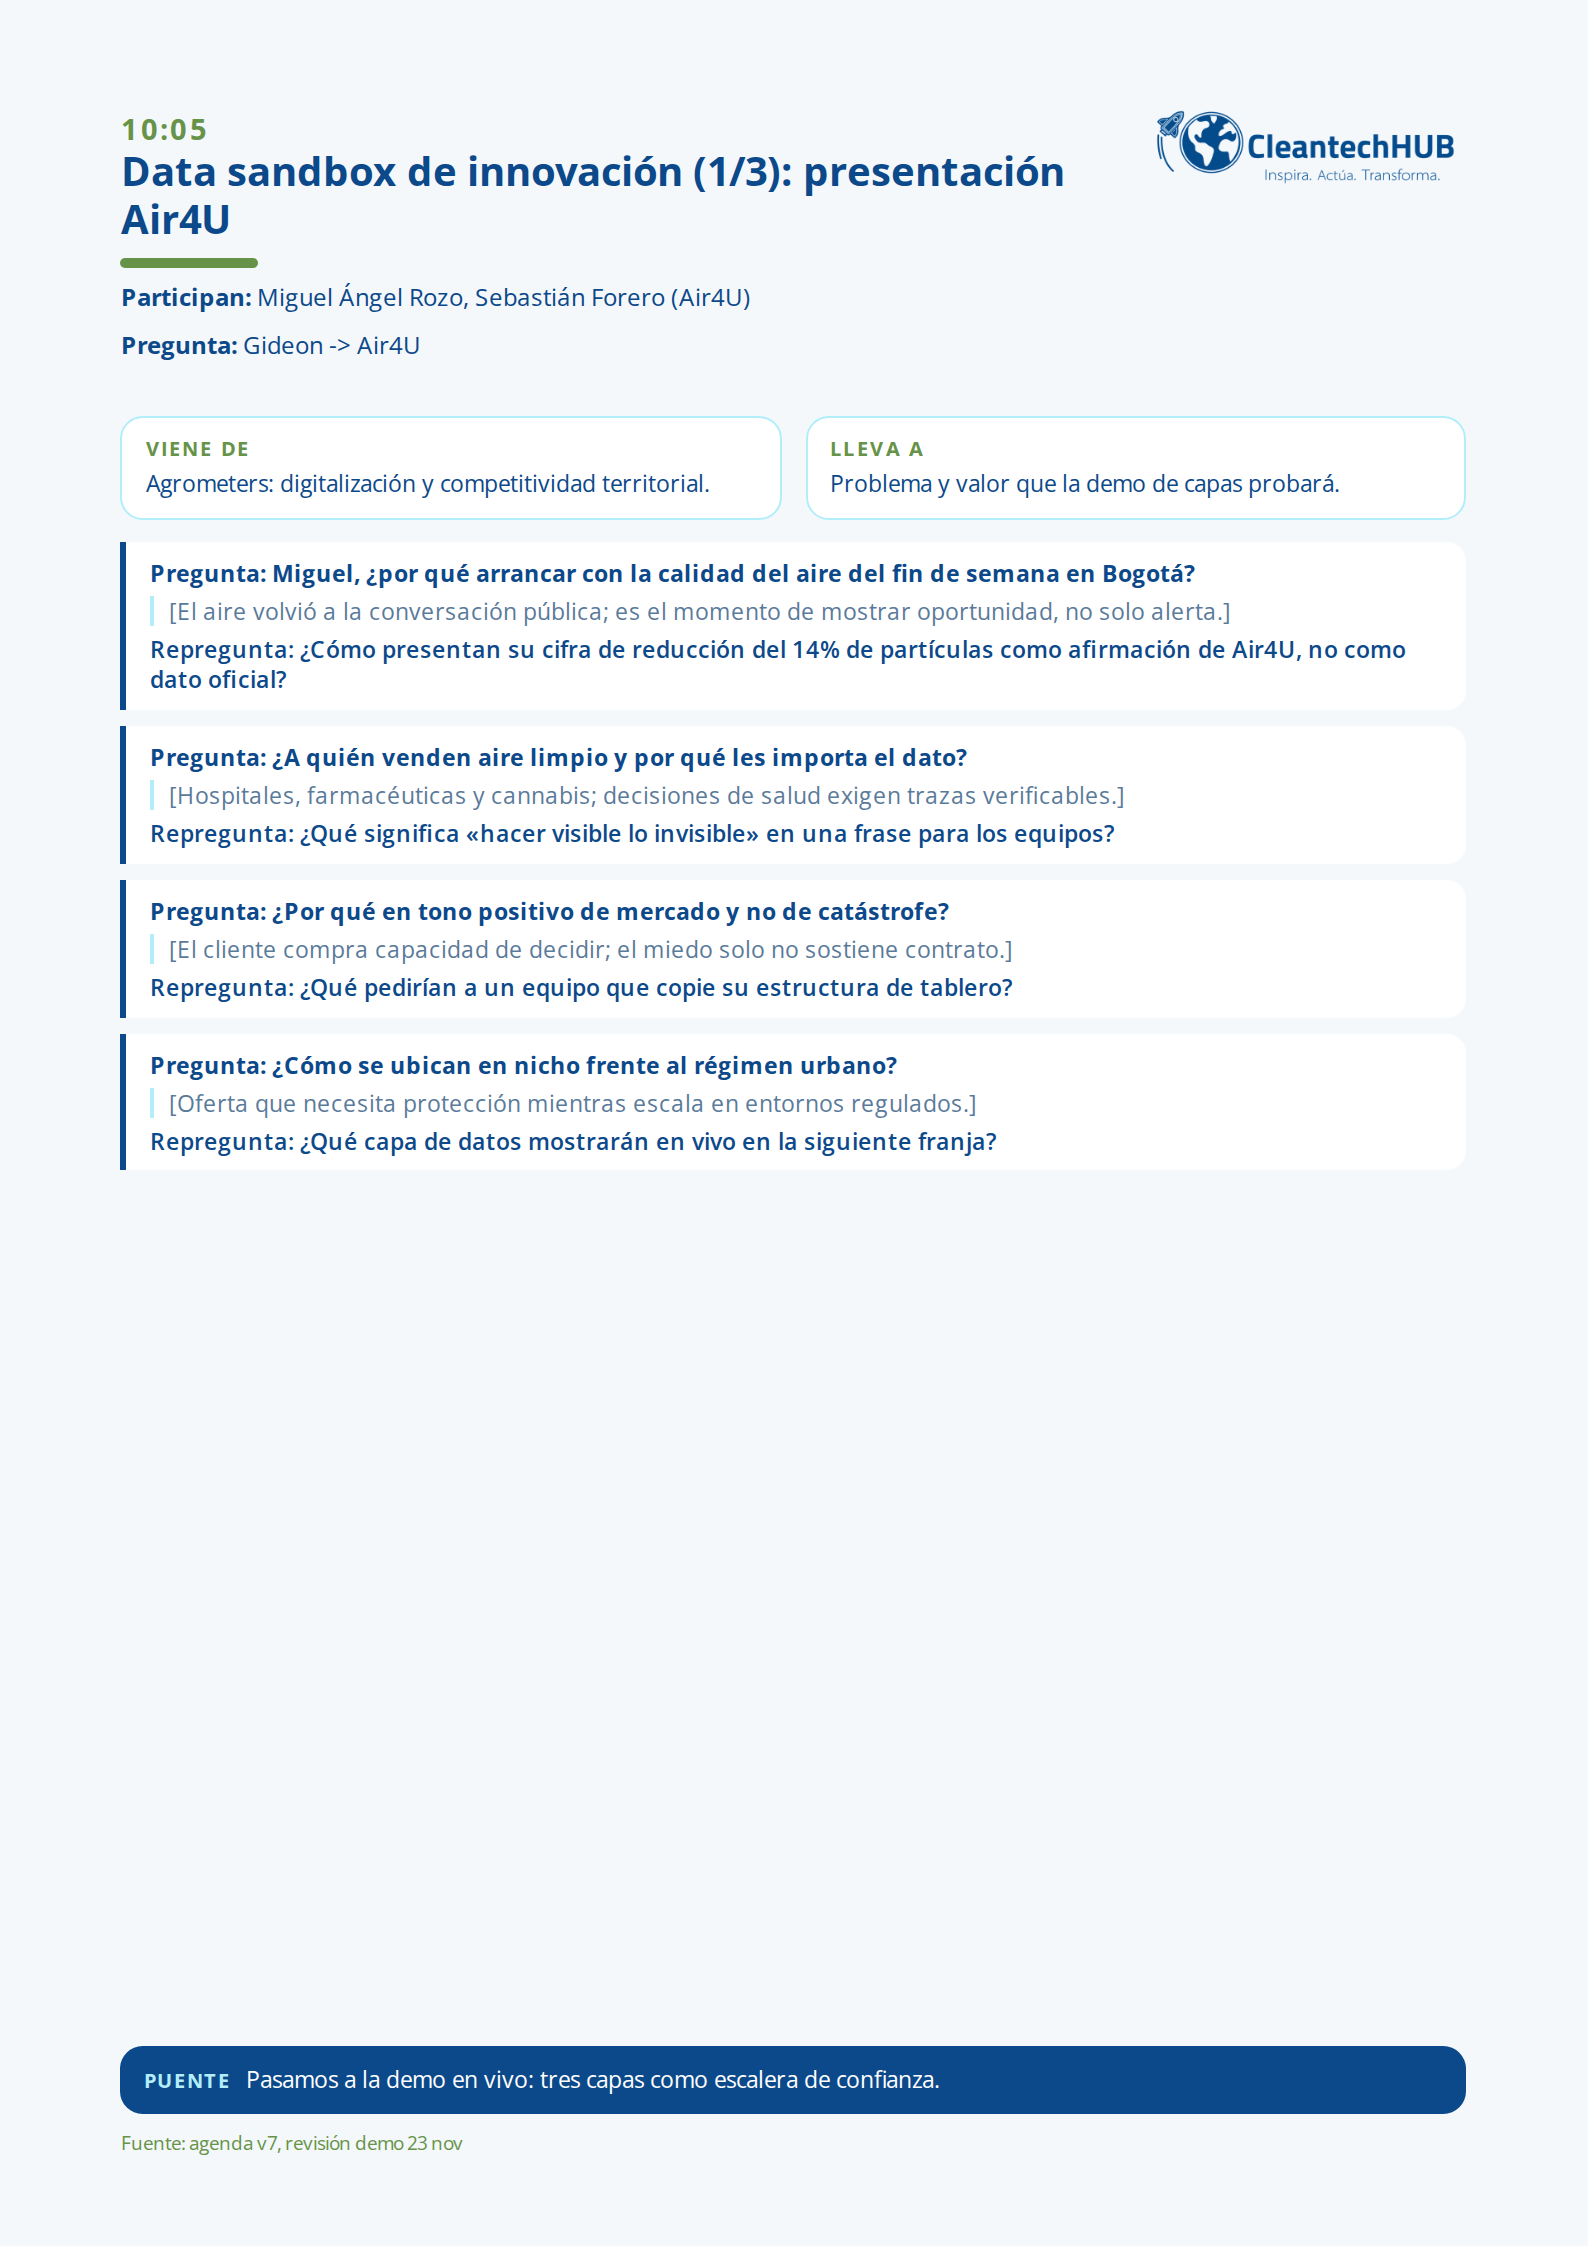 10:05
Data sandbox de innovación (1/3): presentación
Air4U
CleantechHUB
Inspira. Actúa. Transforma.
Participan: Miguel Ángel Rozo, Sebastián Forero (Air4U)
Pregunta: Gideon -> Air4U
VIENE DE
Agrometers: digitalización y competitividad territorial.
LLEVA A
Problema y valor que la demo de capas probará.
Pregunta: Miguel, ¿por qué arrancar con la calidad del aire del fin de semana en Bogotá?
[El aire volvió a la conversación pública; es el momento de mostrar oportunidad, no solo alerta.]
Repregunta: ¿Cómo presentan su cifra de reducción del 14% de partículas como afirmación de Air4U, no como
dato oficial?
Pregunta: ¿A quién venden aire limpio y por qué les importa el dato?
[Hospitales, farmacéuticas y cannabis; decisiones de salud exigen trazas verificables.]
Repregunta: ¿Qué significa «hacer visible lo invisible» en una frase para los equipos?
Pregunta: ¿Por qué en tono positivo de mercado y no de catástrofe?
[El cliente compra capacidad de decidir; el miedo solo no sostiene contrato.]
Repregunta: ¿Qué pedirían a un equipo que copie su estructura de tablero?
Pregunta: ¿Cómo se ubican en nicho frente al régimen urbano?
[Oferta que necesita protección mientras escala en entornos regulados.]
Repregunta: ¿Qué capa de datos mostrarán en vivo en la siguiente franja?
PUENTE Pasamos a la demo en vivo: tres capas como escalera de confianza.
Fuente: agenda v7, revisión demo 23 nov